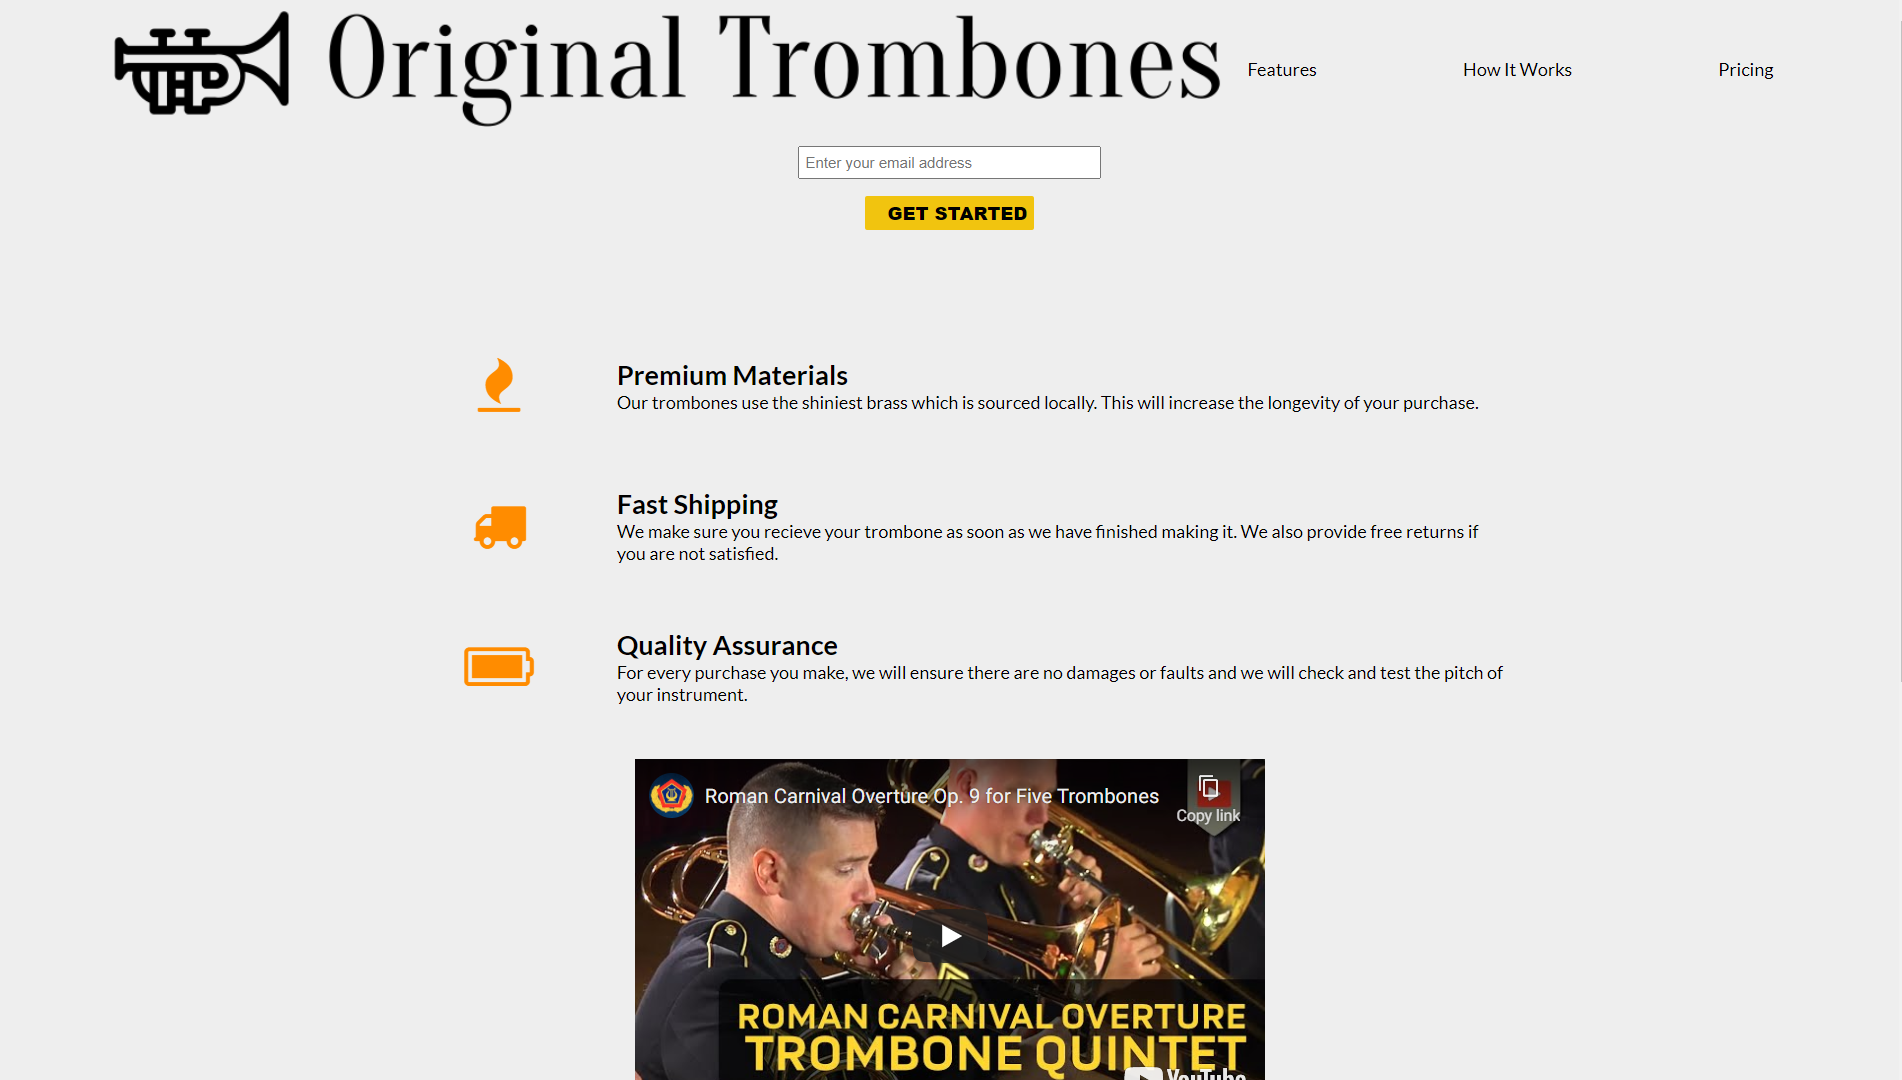 Original Trombones
Features
How It Works
Pricing
Enter your email address
GET STARTED
Premium Materials
Our trombones use the shiniest brass which is sourced locally. This will increase the longevity of your purchase.
Fast Shipping
We make sure you recieve your trombone as soon as we have finished making it. We also provide free returns if
you are not satisfied.
Quality Assurance
For every purchase you make, we will ensure there are no damages or faults and we will check and test the pitch of
your instrument.
Roman Carnival Overture Op. 9 for Five Trombones
Copy link
ROMAN CARNIVAL OVERTURE
TROMBONE QUINTET
YouTube